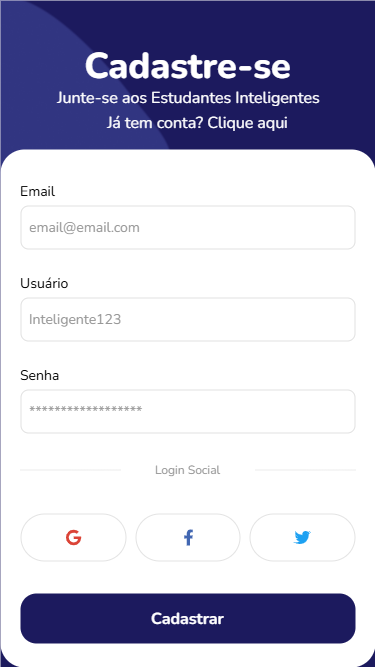 Cadastre-se
Junte-se aos Estudantes Inteligentes
Já tem conta? Clique aqui
Email
email@email.com
Usuário
Inteligente123
Senha
******************
Login Social
Cadastrar